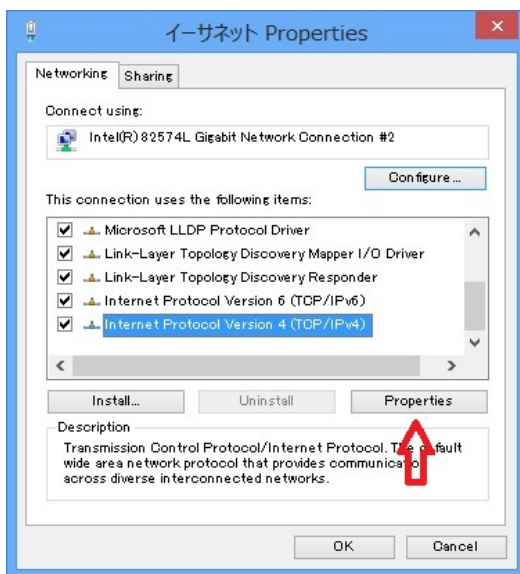 イーサネット Properties
Networking
Sharing
Connect using:
Intel(R) 82574L Gigabit Network Connection #2
Configure...
This connection uses the following items:
Microsoft LLDP Protocol Driver
Link-Layer Topology Discovery Mapper I/O Driver
Link-Layer Topology Discovery Responder
Internet Protocol Version 6 (TCP/IPv6)
Internet Protocol Version 4 (TCP/IPv4)
Install...
Uninstall
Properties
Description
Transmission Control Protocol/Internet Protocol. The default
wide area network protocol that provides communication
across diverse interconnected networks.
OK
Cancel